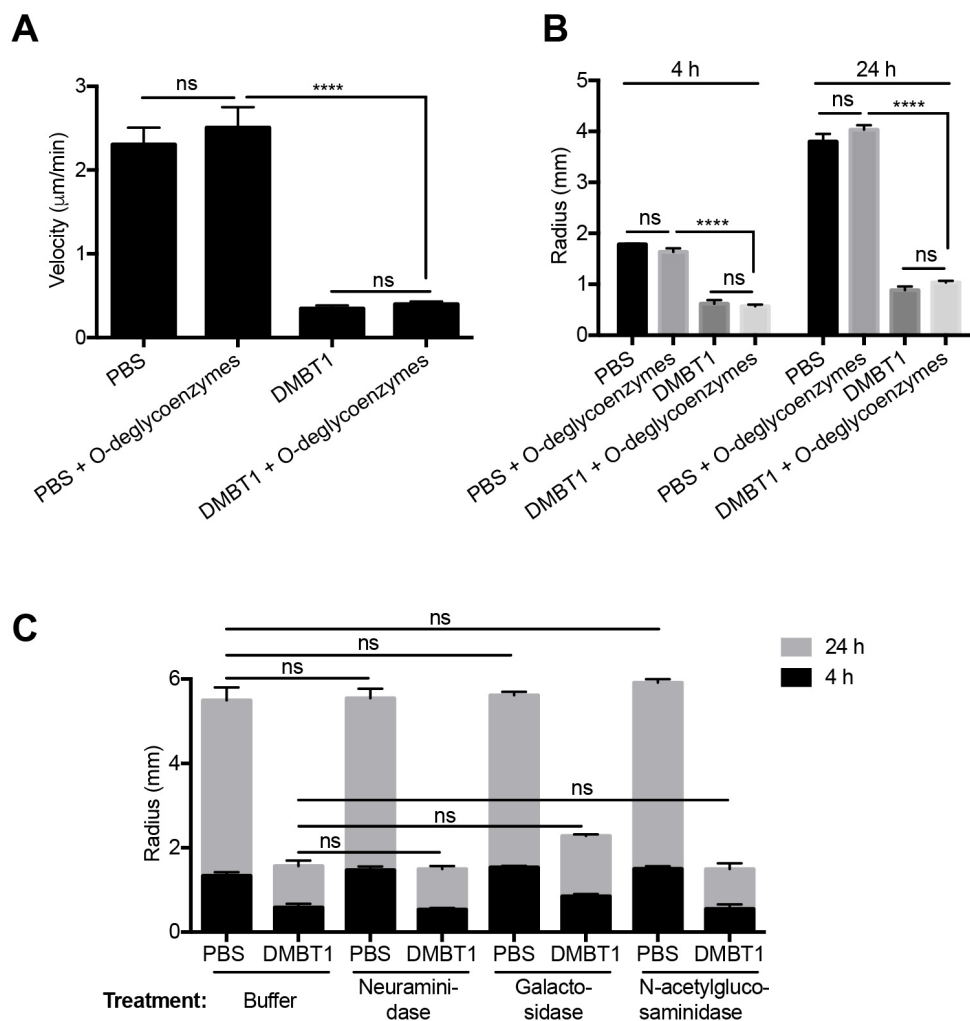 A
B
ns
****
3
2
1
0
Velocity (μm/min)
PBS
PBS + O-deglycoenzymes
DMBT1
DMBT1 + O-deglycoenzymes
4 h
24 h
ns
****
ns
****
ns
ns
5
4
3
2
1
0
Radius (mm)
PBS
PBS + O-deglycoenzymes
DMBT1
DMBT1 + O-deglycoenzymes
PBS
PBS + O-deglycoenzymes
DMBT1
DMBT1 + O-deglycoenzymes
ns
C
ns
ns
ns
24 h
4 h
ns
ns
ns
6
4
2
0
Radius (mm)
PBS DMBT1 PBS DMBT1 PBS DMBT1 PBS DMBT1
Treatment: Buffer
Neuramini-
dase
Galacto-
sidase
N-acetylgluco-
saminidase